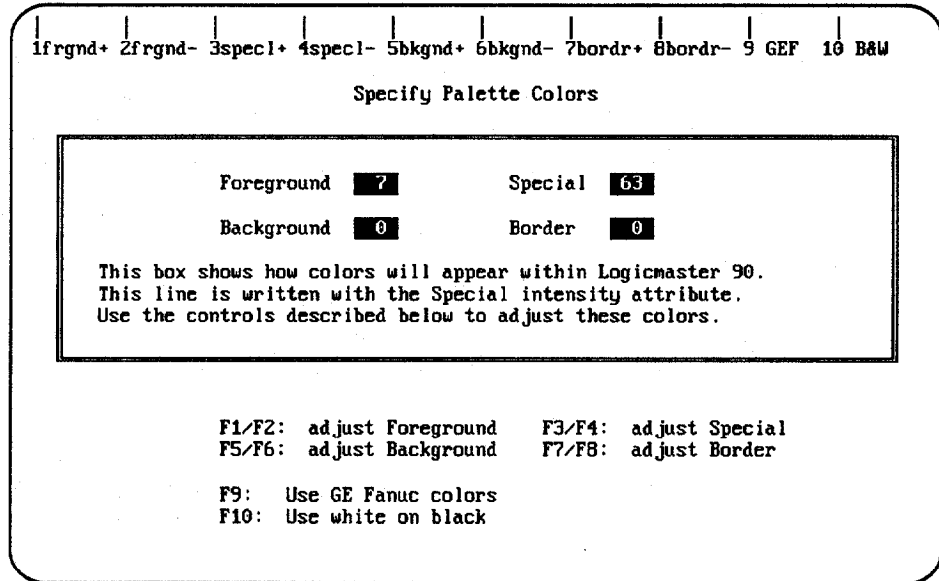 1frgnd+ 2frgnd- 3specl+ 4specl- 5bkgnd+ 6bkgnd- 7bordr+ 8bordr- 9 GEF 10 B&W
Specify Palette Colors
Foreground 7 Special 63
Background 0 Border 0
This box shows how colors will appear within Logicmaster 90.
This line is written with the Special intensity attribute.
Use the controls described below to adjust these colors.
F1/F2: adjust Foreground F3/F4: adjust Special
F5/F6: adjust Background F7/F8: adjust Border
F9: Use GE Fanuc colors
F10: Use white on black